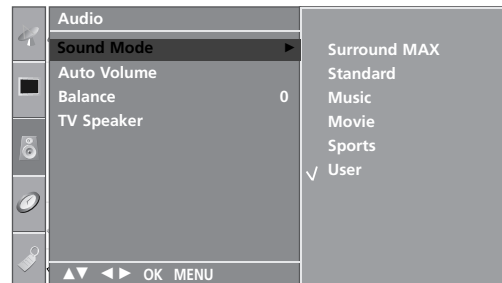 Audio
Sound Mode ►
Auto Volume
Balance 0
TV Speaker
▲▼ ◄► OK MENU
Surround MAX
Standard
Music
Movie
Sports
√ User